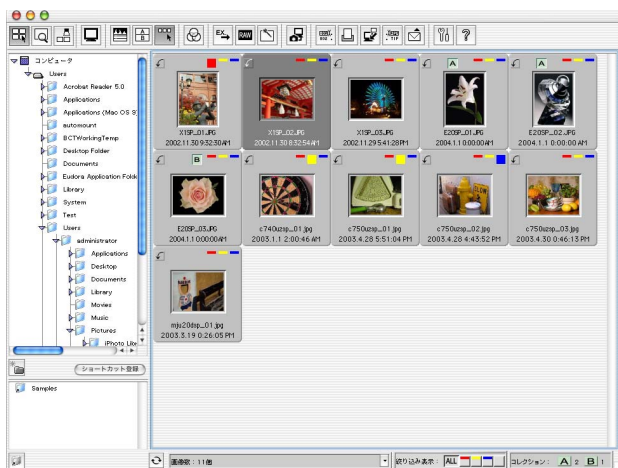 EX
RAW
コンピュータ
Users
Acrobat Reader 5.0
Applications
Applications (Mac OS 9)
automount
BCTWorkingTemp
Desktop Folder
Documents
Eudora Application Fold
Library
System
Test
Users
administrator
Applications
Desktop
Documents
Library
Movies
Music
Pictures
iPhoto Libr
ショートカット登録
Samples
X1SP_01.JPG
2002.11.30 9:32:30 AM
X1SP_02.JPG
2002.11.30 8:32:54 AM
X1SP_03.JPG
2002.11.29 5:41:28 PM
A
E20SP_01.JPG
2004.1.1 0:00:00 AM
A
E20SP_02.JPG
2004.1.1 0:00:00 AM
B
E20SP_03.JPG
2004.1.1 0:00:00 AM
c740uzsp_01.jpg
2003.1.1 2:00:46 AM
c750uzsp_01.jpg
2003.4.28 5:51:04 PM
c750uzsp_02.jpg
2003.4.28 4:43:52 PM
c750uzsp_03.jpg
2003.4.30 0:46:13 PM
mju20dsp_01.jpg
2003.3.19 0:26:05 PM
画像数：11個
絞り込み表示：
ALL
コレクション：
A 2 B 1